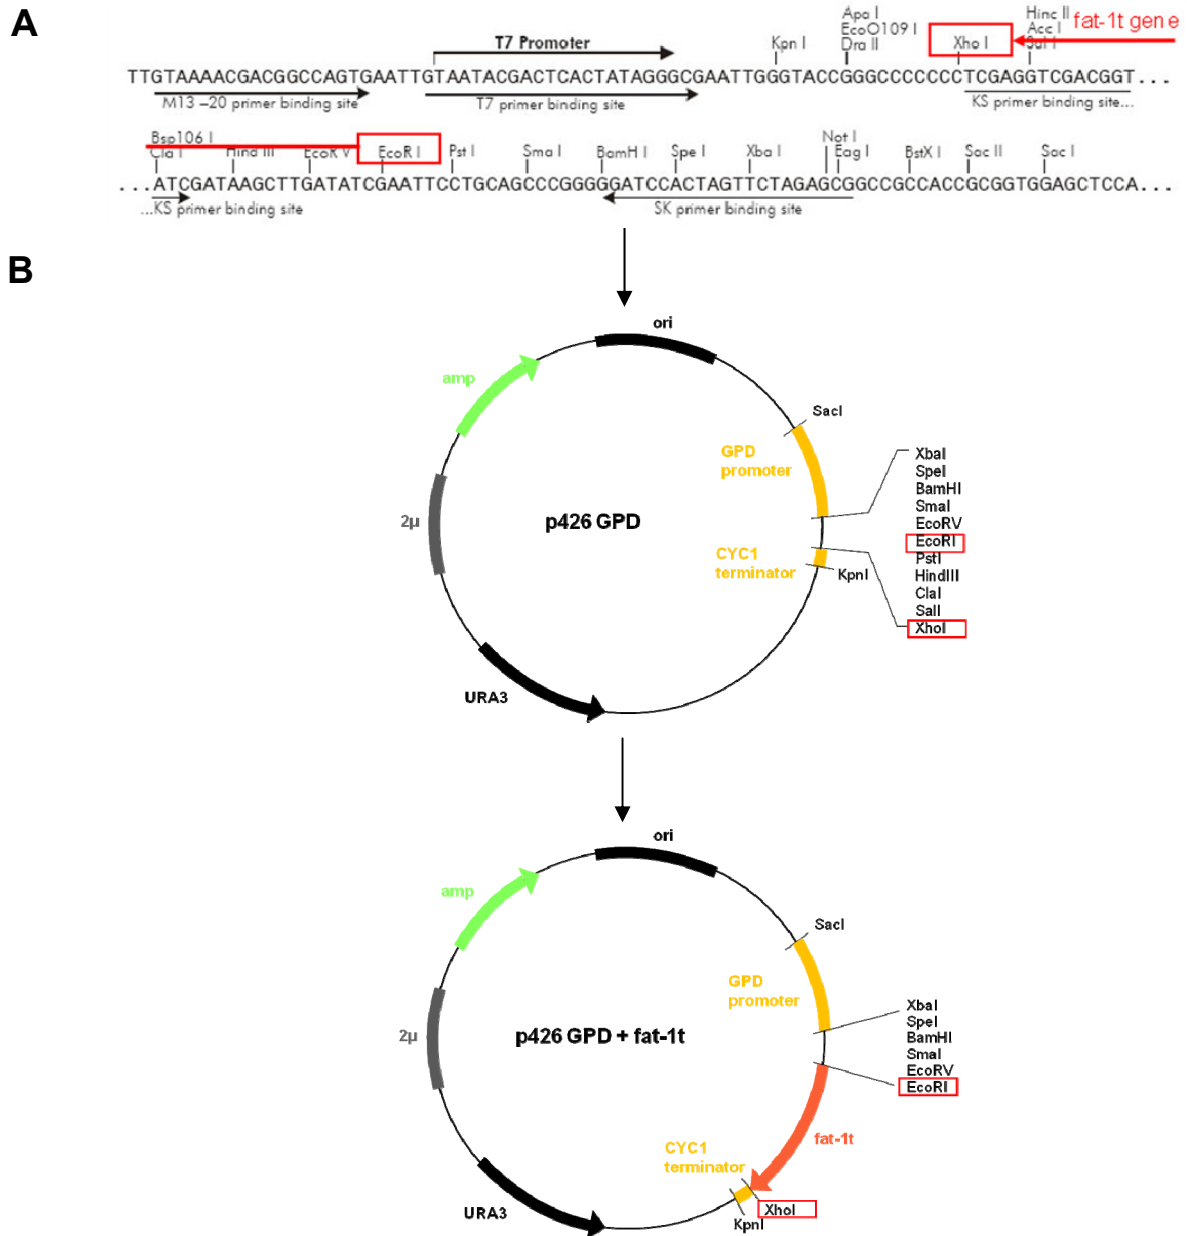 A
Apa I
EcoO109 I
Dra II
Hinc II
Acc I
Sal I
fat-1t gene
T7 Promoter
Kpn I
Xho I
TTGTAAAACGACGGCCAGTGAATTGTAATACGACTCACTATAGGGCGAATTGGGTACCGGGCCCCCCCTCGAGGTCGACGGT...
M13 –20 primer binding site
T7 primer binding site
KS primer binding site...
Bsp106 I
Cla I
Hind III
EcoR V
EcoR I
Pst I
Sma I
BamH I
Spe I
Xba I
Not I
Eag I
BstX I
Sac II
Sac I
...ATCGATAAGCTTGATATCGAATTCCTGCAGCCCGGGGGATCCACTAGTTCTAGAGCGGCCGCCACCGCGGTGGAGCTCCA...
...KS primer binding site
SK primer binding site
B
ori
amp
SacI
GPD
promoter
XbaI
SpeI
BamHI
SmaI
EcoRV
EcoRI
PstI
HindIII
ClaI
SalI
XhoI
2µ
p426 GPD
CYC1
terminator
KpnI
URA3
ori
amp
SacI
GPD
promoter
XbaI
SpeI
BamHI
SmaI
EcoRV
EcoRI
2µ
p426 GPD + fat-1t
fat-1t
CYC1
terminator
XhoI
KpnI
URA3